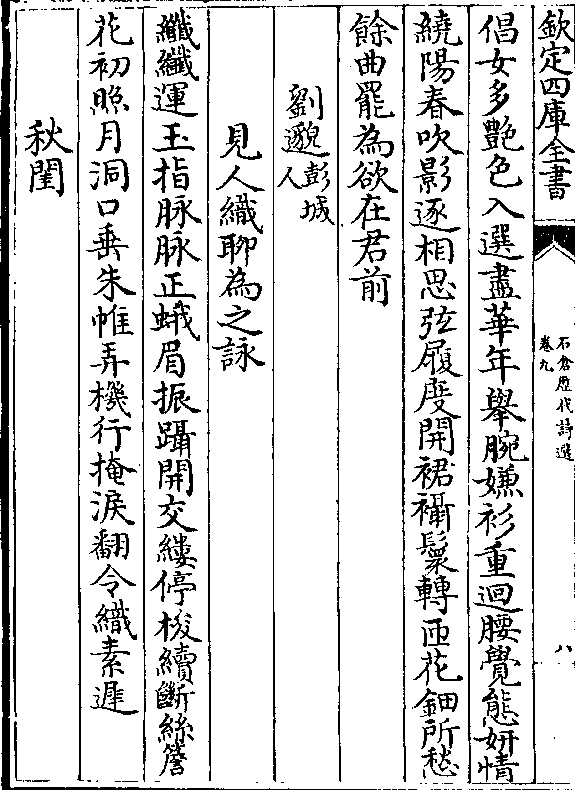 欽定四庫全書
石倉歷代詩選
卷九
八
倡女多艶色入選盡華年舉腕嫌衫重迴腰覺態妍情
繞陽春吹影逐相思弦履度開裙襵鬟轉匝花鈿所愁
餘曲罷為欲在君前
劉邈彭城人
見人織聊為之詠
纖纖運玉指脉脉正蛾眉振躡開交縷停梭續斷絲簷
花初照月洞口垂朱帷弄機行掩淚翻令織素遲
秋閨